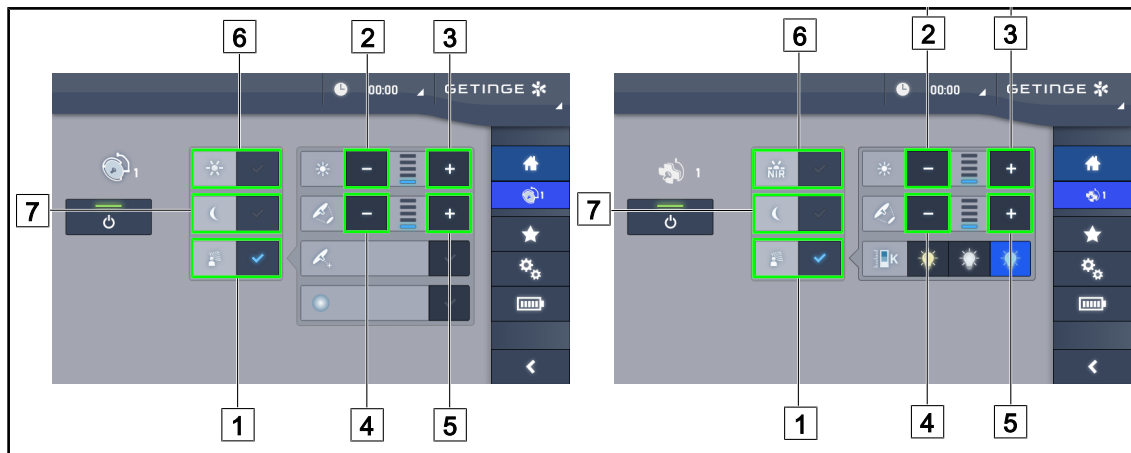 6 2 3 6 2 3
00:00 GETINGE 00:00 GETINGE
1 NIR 1
1 1
7 7
K
1 4 5 1 4 5